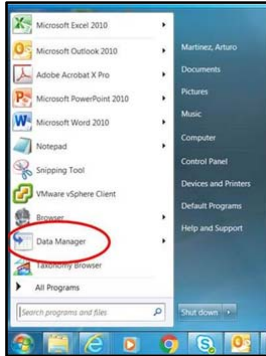 Microsoft Excel 2010
Microsoft Outlook 2010
Adobe Acrobat X Pro
Microsoft PowerPoint 2010
Microsoft Word 2010
Notepad
Snipping Tool
VMware vSphere Client
Browser
Data Manager
Taxonomy Browser
All Programs
Search programs and files
Martinez, Arturo
Documents
Pictures
Music
Computer
Control Panel
Devices and Printers
Default Programs
Help and Support
Shut down